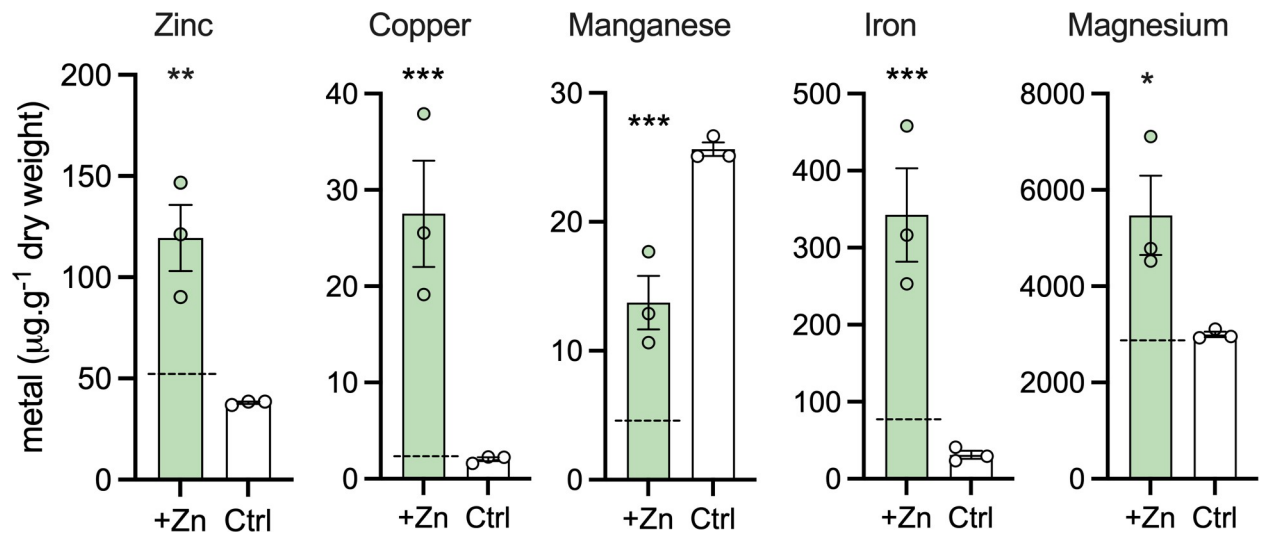 Zinc
Copper
Manganese
Iron
Magnesium
metal (µg.g⁻¹ dry weight)
200
150
100
50
0
**
+Zn Ctrl
40
30
20
10
0
***
+Zn Ctrl
30
20
10
0
***
+Zn Ctrl
500
400
300
200
100
0
***
+Zn Ctrl
8000
6000
4000
2000
0
*
+Zn Ctrl